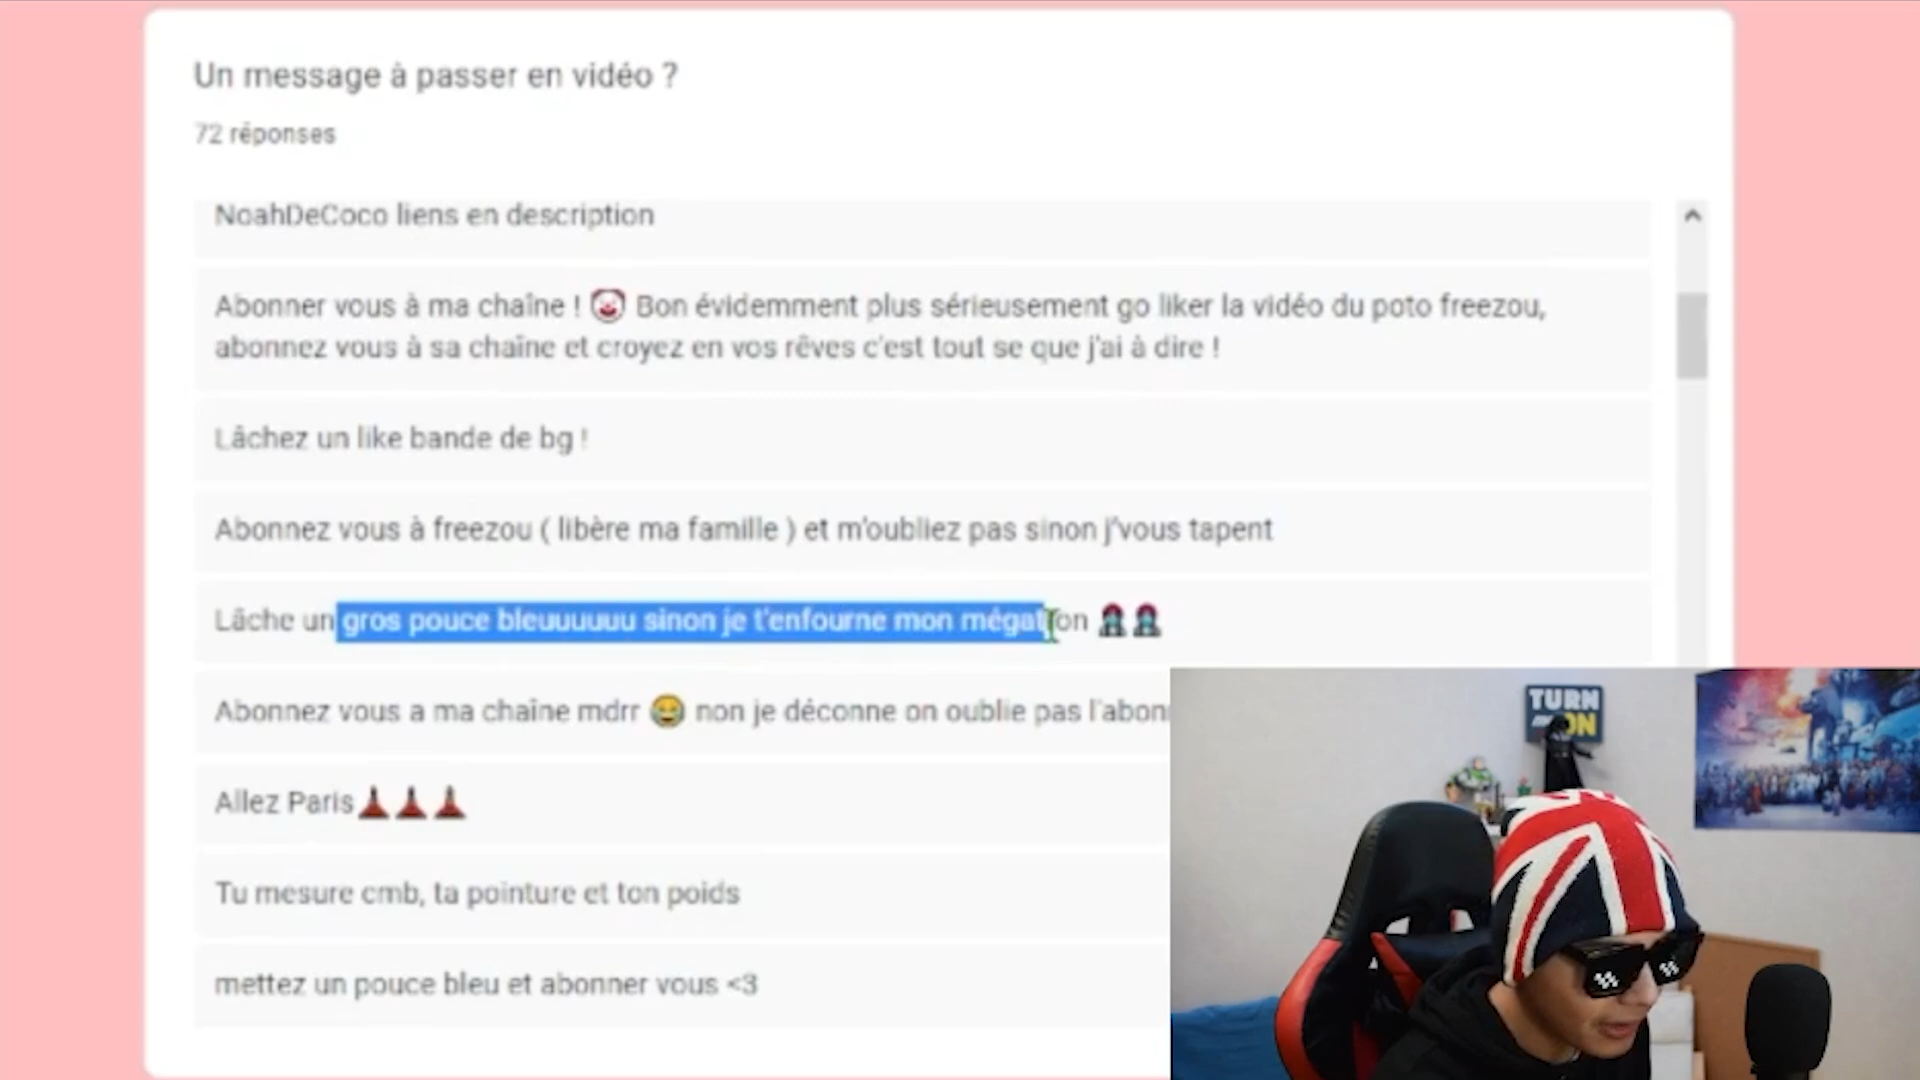 Un message à passer en vidéo ?
72 réponses
NoahDeCoco liens en description
Abonner vous à ma chaîne ! 🤡 Bon évidemment plus sérieusement go liker la vidéo du poto freezou,
abonnez vous à sa chaîne et croyez en vos rêves c'est tout se que j'ai à dire !
Lâchez un like bande de bg !
Abonnez vous à freezou ( libère ma famille ) et m'oubliez pas sinon j'vous tapent
Lâche un gros pouce bleuuuuuu sinon je t'enfourne mon mégatron
Abonnez vous a ma chaîne mdrr 😂 non je déconne on oublie pas l'abon
Allez Paris🗼🗼🗼
Tu mesure cmb, ta pointure et ton poids
mettez un pouce bleu et abonner vous <3
TURN
ON